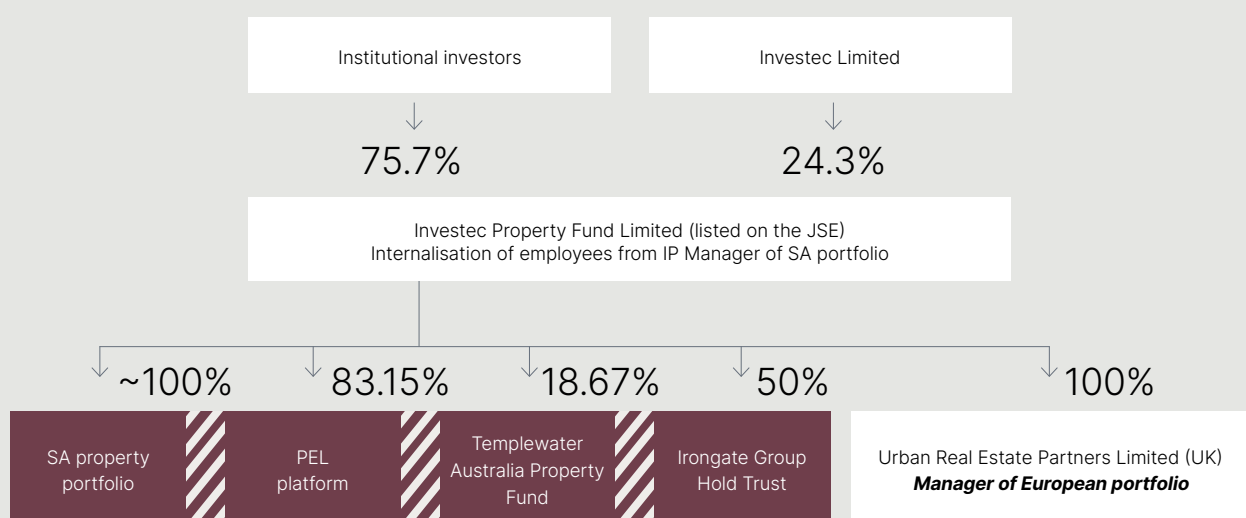 Institutional investors
Investec Limited
75.7%
24.3%
Investec Property Fund Limited (listed on the JSE)
Internalisation of employees from IP Manager of SA portfolio
~100%
83.15%
18.67%
50%
100%
SA property
portfolio
PEL
platform
Templewater
Australia Property
Fund
Irongate Group
Hold Trust
Urban Real Estate Partners Limited (UK)
Manager of European portfolio